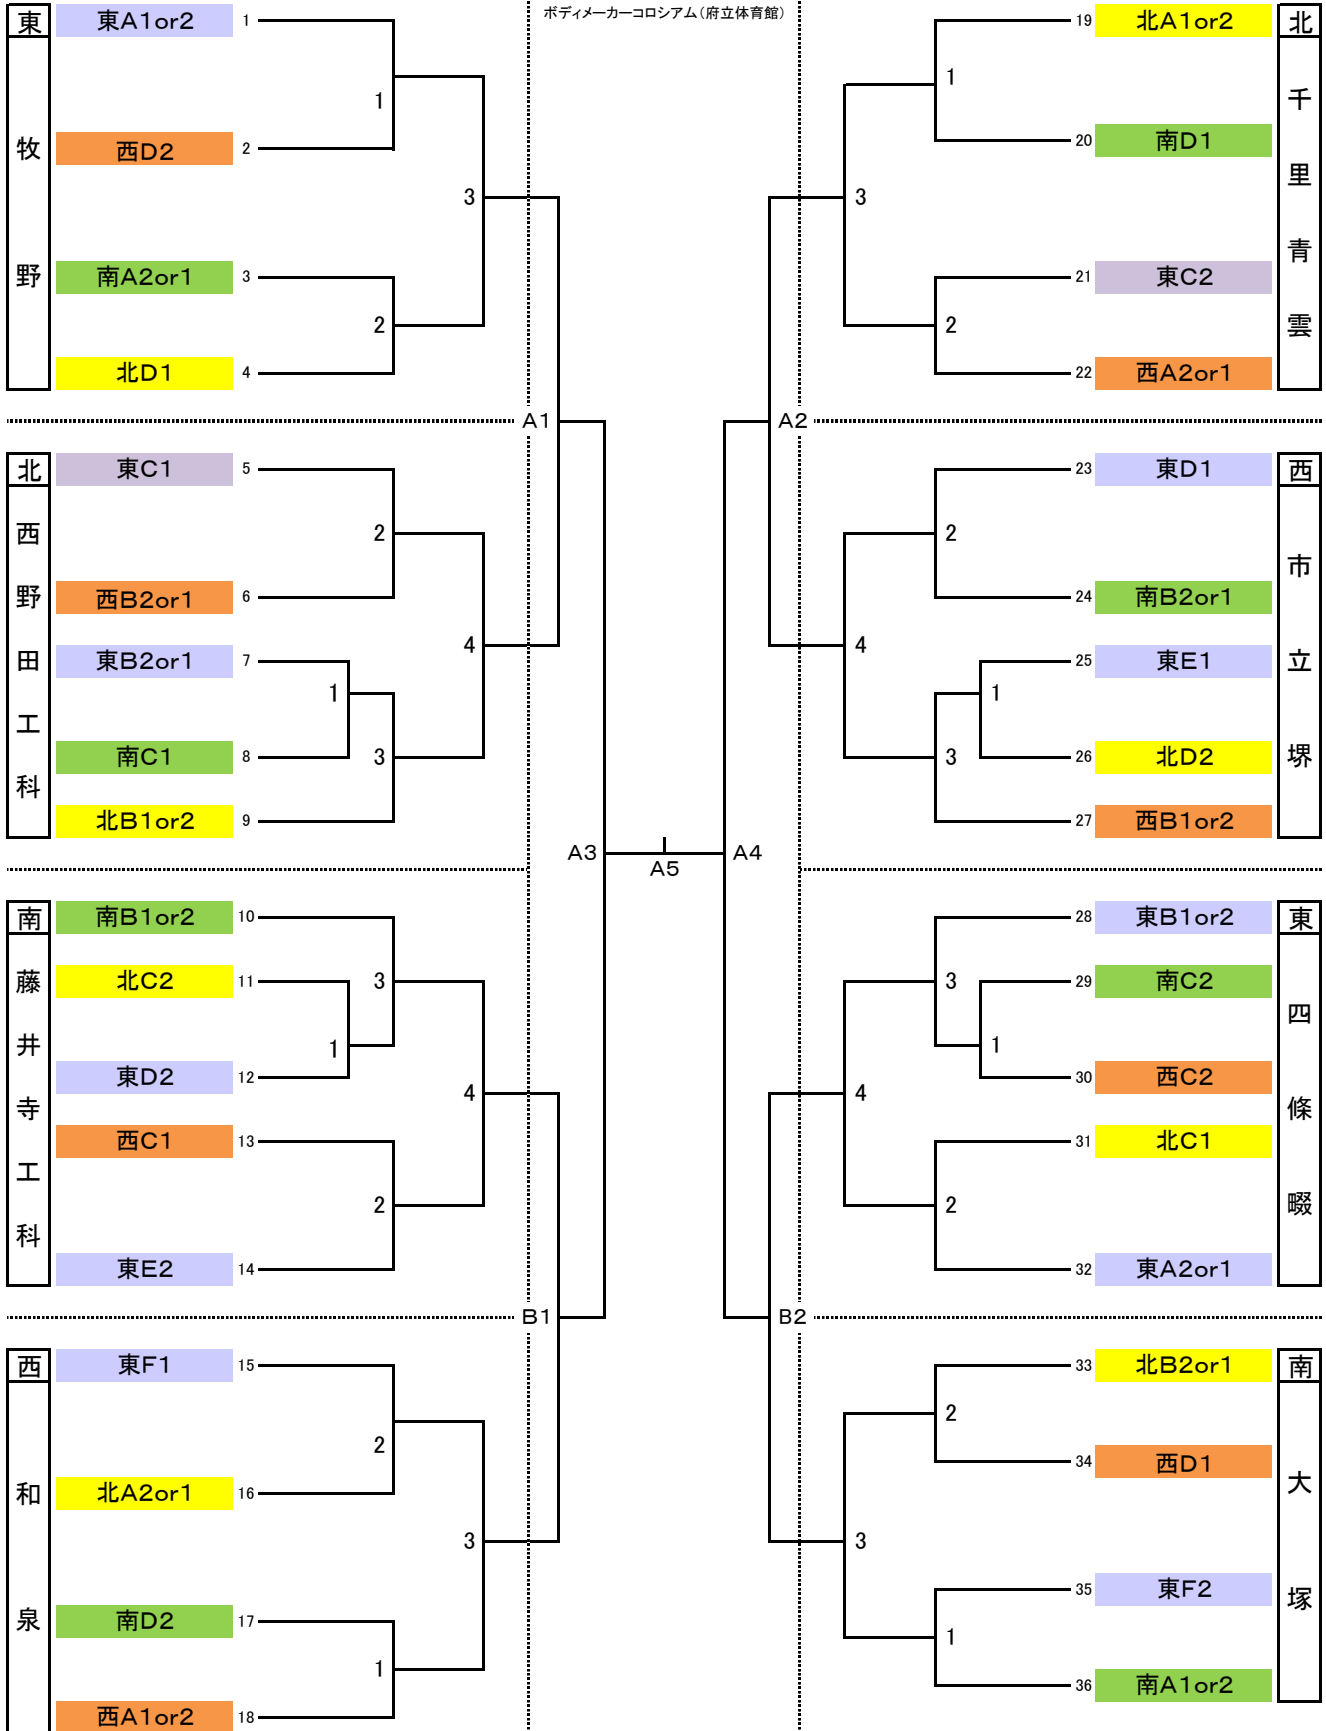 ボディメーカーコロシアム（府立体育館）
東
牧野
東A1or2 1
西D2 2
南A2or1 3
北D1 4
1
2
3
北
西野田工科
東C1 5
西B2or1 6
東B2or1 7
南C1 8
北B1or2 9
2
1
3
4
南
藤井寺工科
南B1or2 10
北C2 11
東D2 12
西C1 13
東E2 14
3
1
2
4
西
和泉
東F1 15
北A2or1 16
南D2 17
西A1or2 18
2
1
3
A1
B1
A3
A5
A4
A2
B2
北
千里青雲
19 北A1or2
20 南D1
21 東C2
22 西A2or1
1
2
3
西
市立堺
23 東D1
24 南B2or1
25 東E1
26 北D2
27 西B1or2
2
1
3
4
東
四條畷
28 東B1or2
29 南C2
30 西C2
31 北C1
32 東A2or1
3
1
2
4
南
大塚
33 北B2or1
34 西D1
35 東F2
36 南A1or2
2
1
3